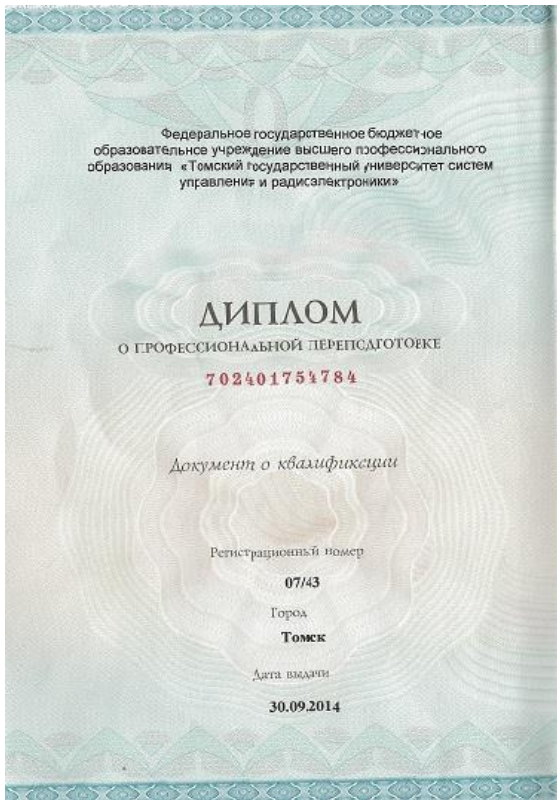 Федеральное государственное бюджетное
образовательное учреждение высшего профессионального
образования «Томский государственный университет систем
управления и радиоэлектроники»
ДИПЛОМ
О ПРОФЕССИОНАЛЬНОЙ ПЕРЕПОДГОТОВКЕ
702401754784
Документ о квалификации
Регистрационный номер
07/43
Город
Томск
Дата выдачи
30.09.2014